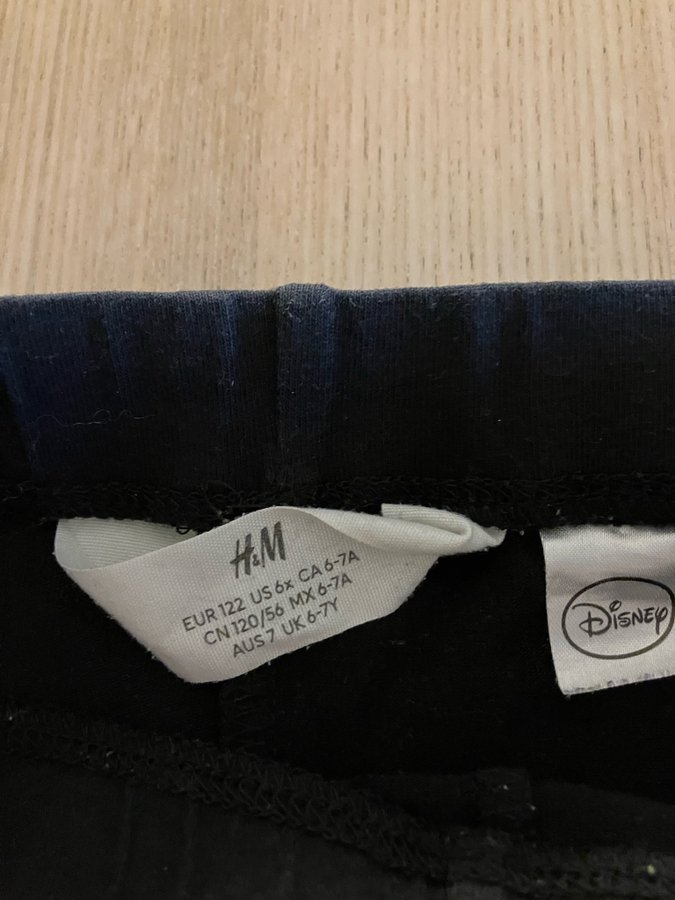 H&M
EUR 122 US 6x CA 6-7A
CN 120/56 MX 6-7A
AUS 7 UK 6-7Y
Disney